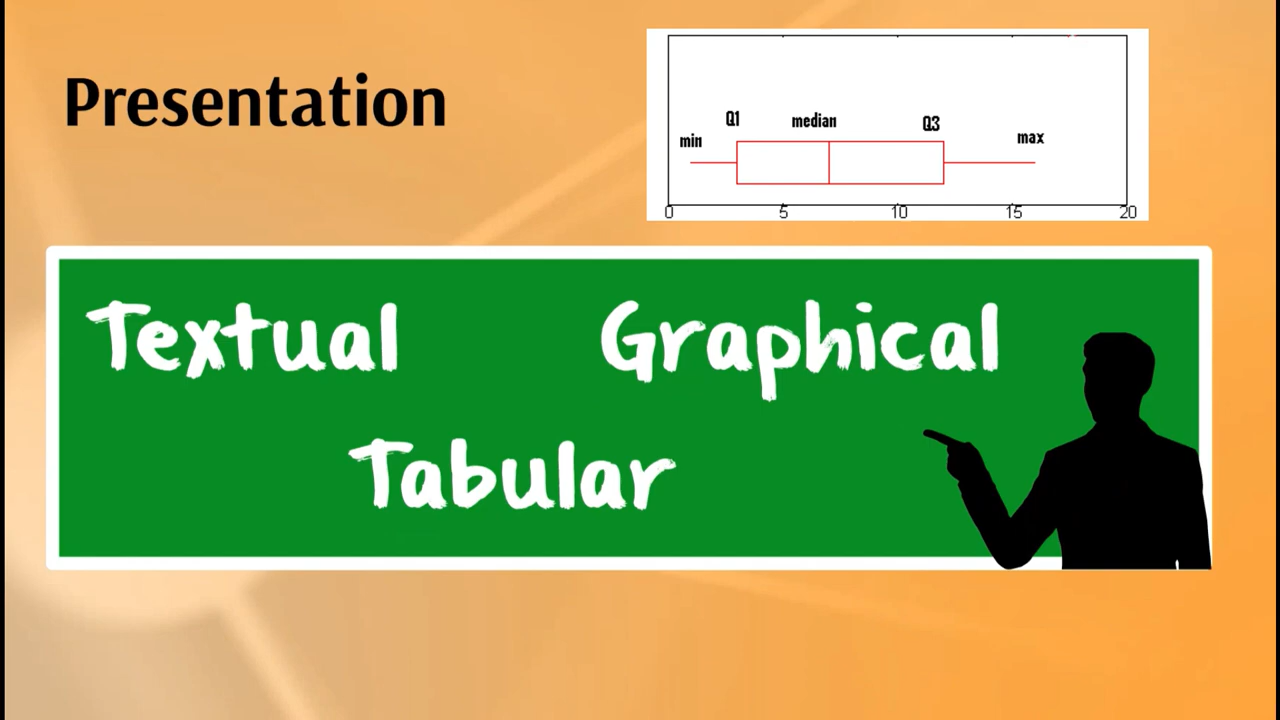 Presentation
Q1 median Q3
min max
0 5 10 15 20
Textual Graphical
Tabular